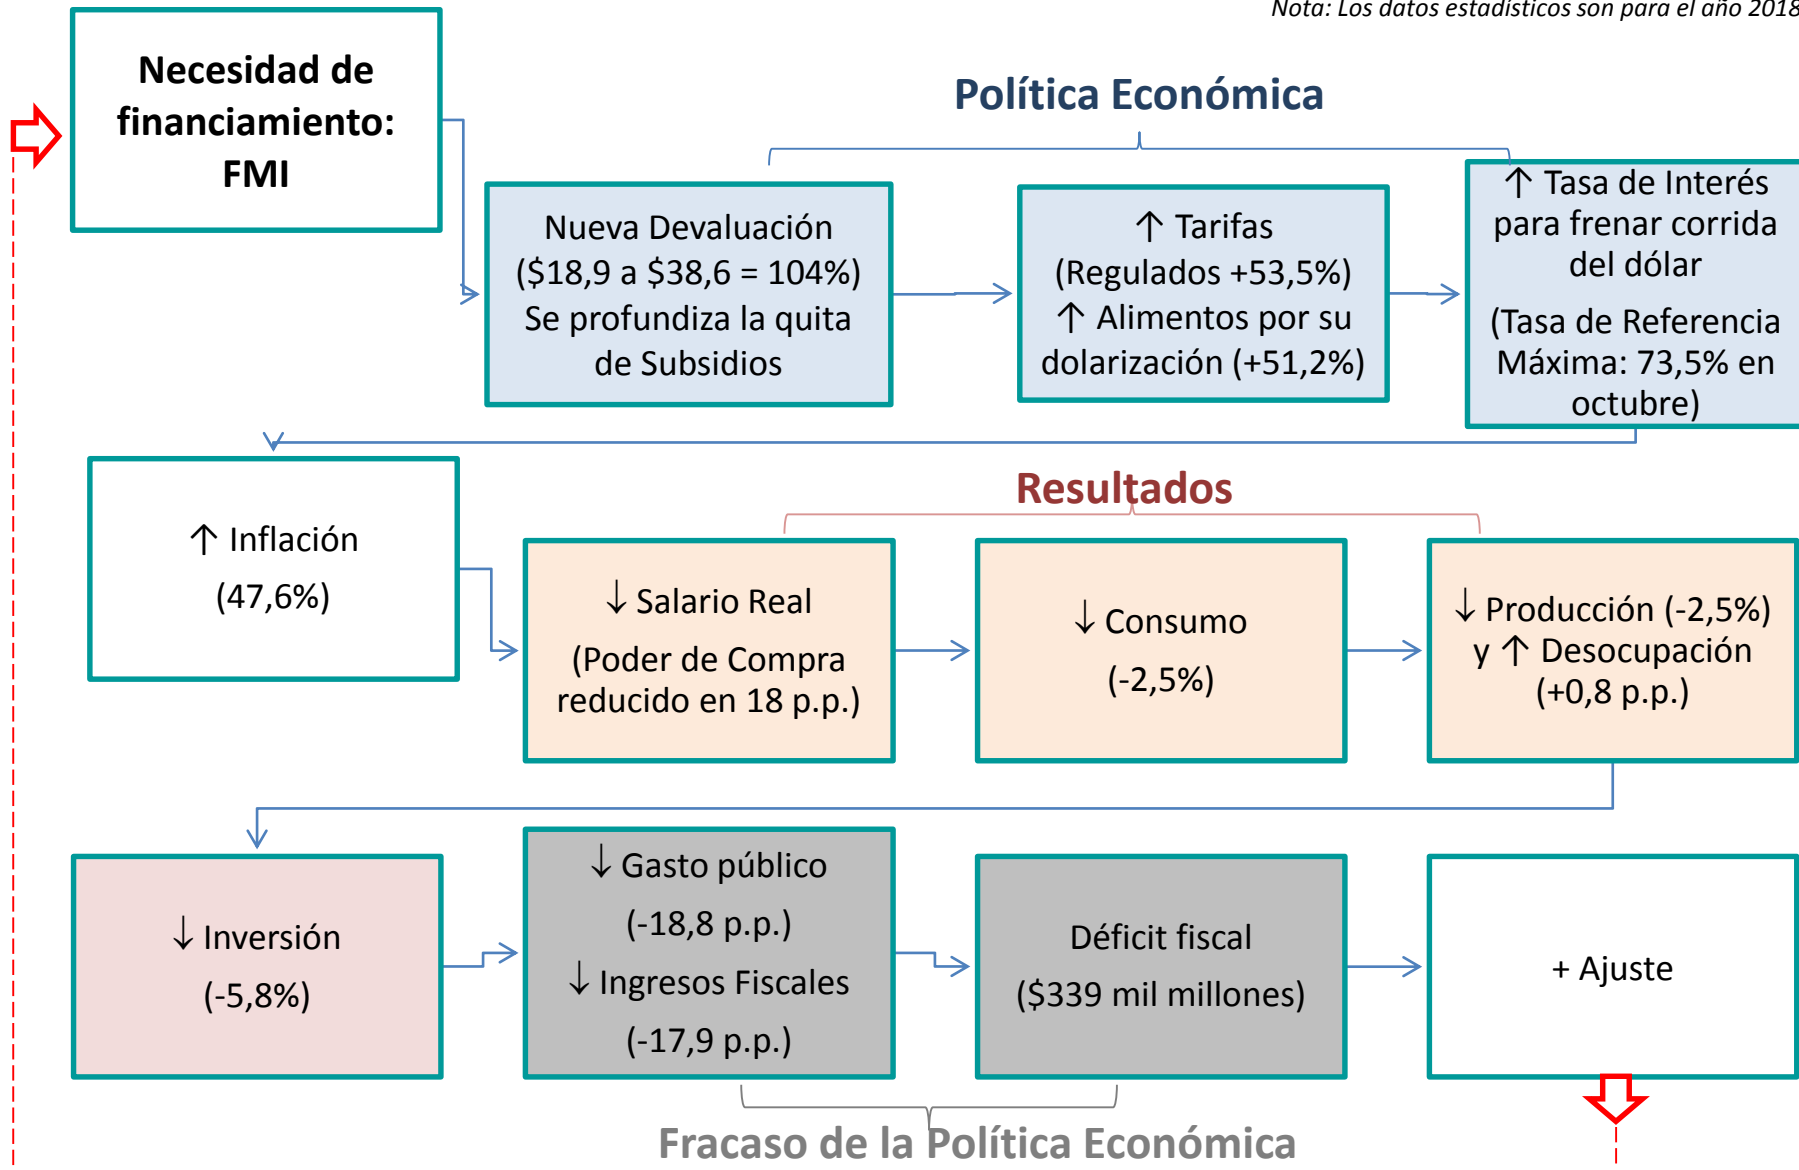 Nota: Los datos estadísticos son para el año 2018
Necesidad de
financiamiento:
FMI
Política Económica
Nueva Devaluación
($18,9 a $38,6 = 104%)
Se profundiza la quita
de Subsidios
↑ Tarifas
(Regulados +53,5%)
↑ Alimentos por su
dolarización (+51,2%)
↑ Tasa de Interés
para frenar corrida
del dólar
(Tasa de Referencia
Máxima: 73,5% en
octubre)
Resultados
↑ Inflación
(47,6%)
↓ Salario Real
(Poder de Compra
reducido en 18 p.p.)
↓ Consumo
(-2,5%)
↓ Producción (-2,5%)
y ↑ Desocupación
(+0,8 p.p.)
↓ Inversión
(-5,8%)
↓ Gasto público
(-18,8 p.p.)
↓ Ingresos Fiscales
(-17,9 p.p.)
Déficit fiscal
($339 mil millones)
+ Ajuste
Fracaso de la Política Económica